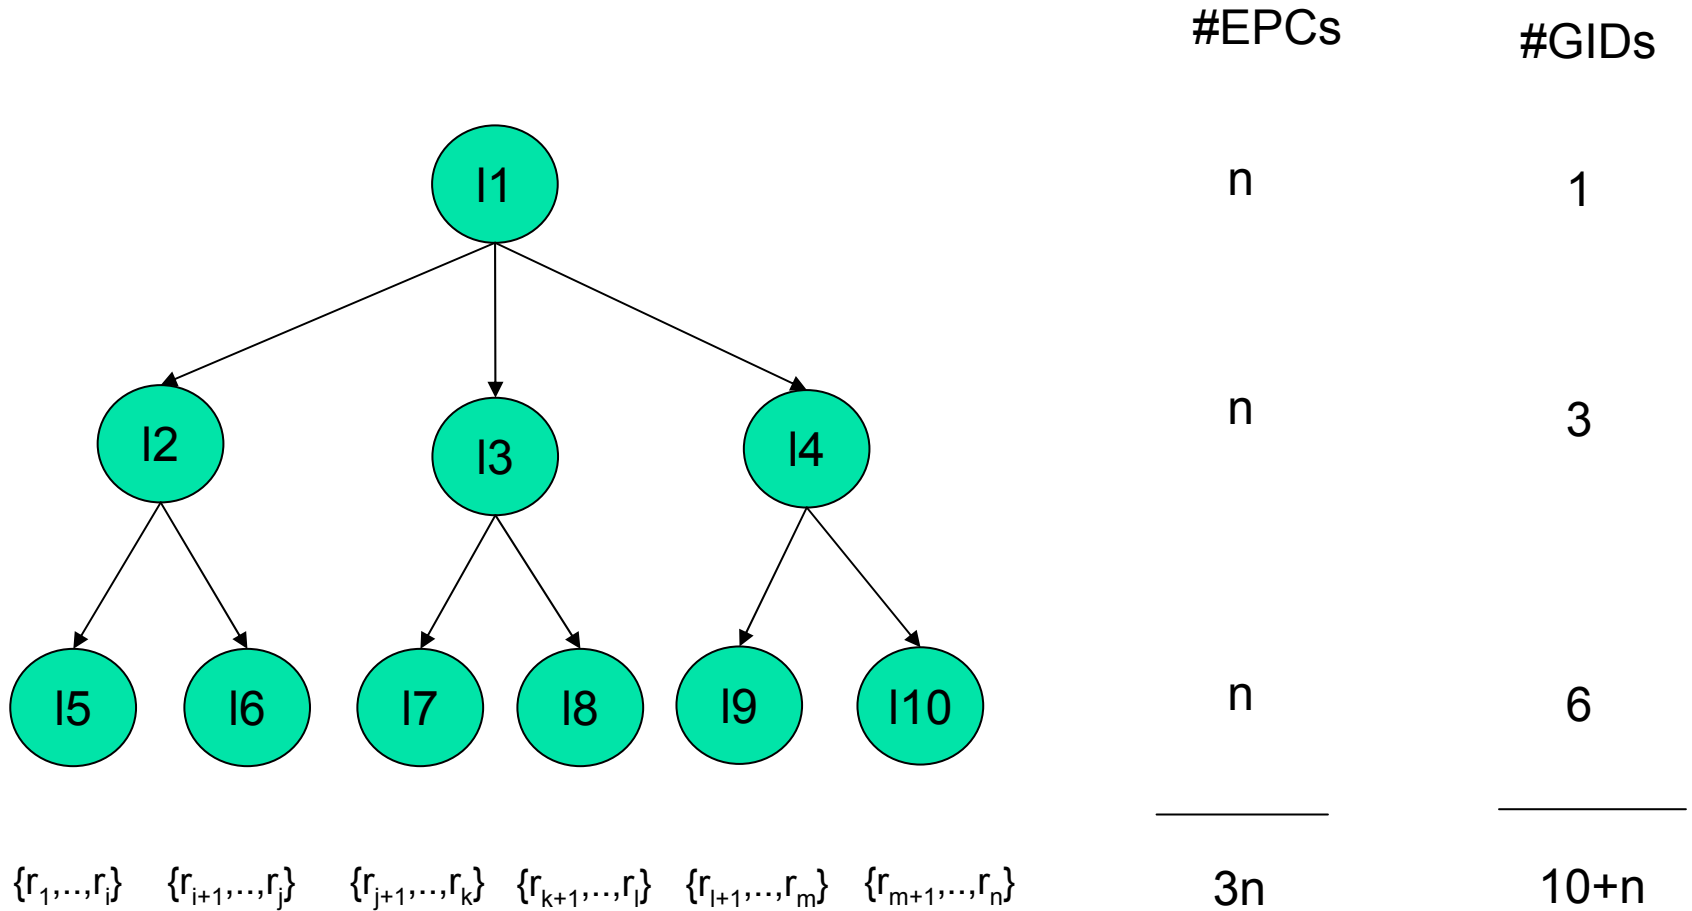 #EPCs #GIDs
l1 n 1
l2 l3 l4 n 3
l5 l6 l7 l8 l9 l10 n 6
{r1,..,ri} {ri+1,..,rj} {rj+1,..,rk} {rk+1,..,rl} {rl+1,..,rm} {rm+1,..,rn} 3n 10+n